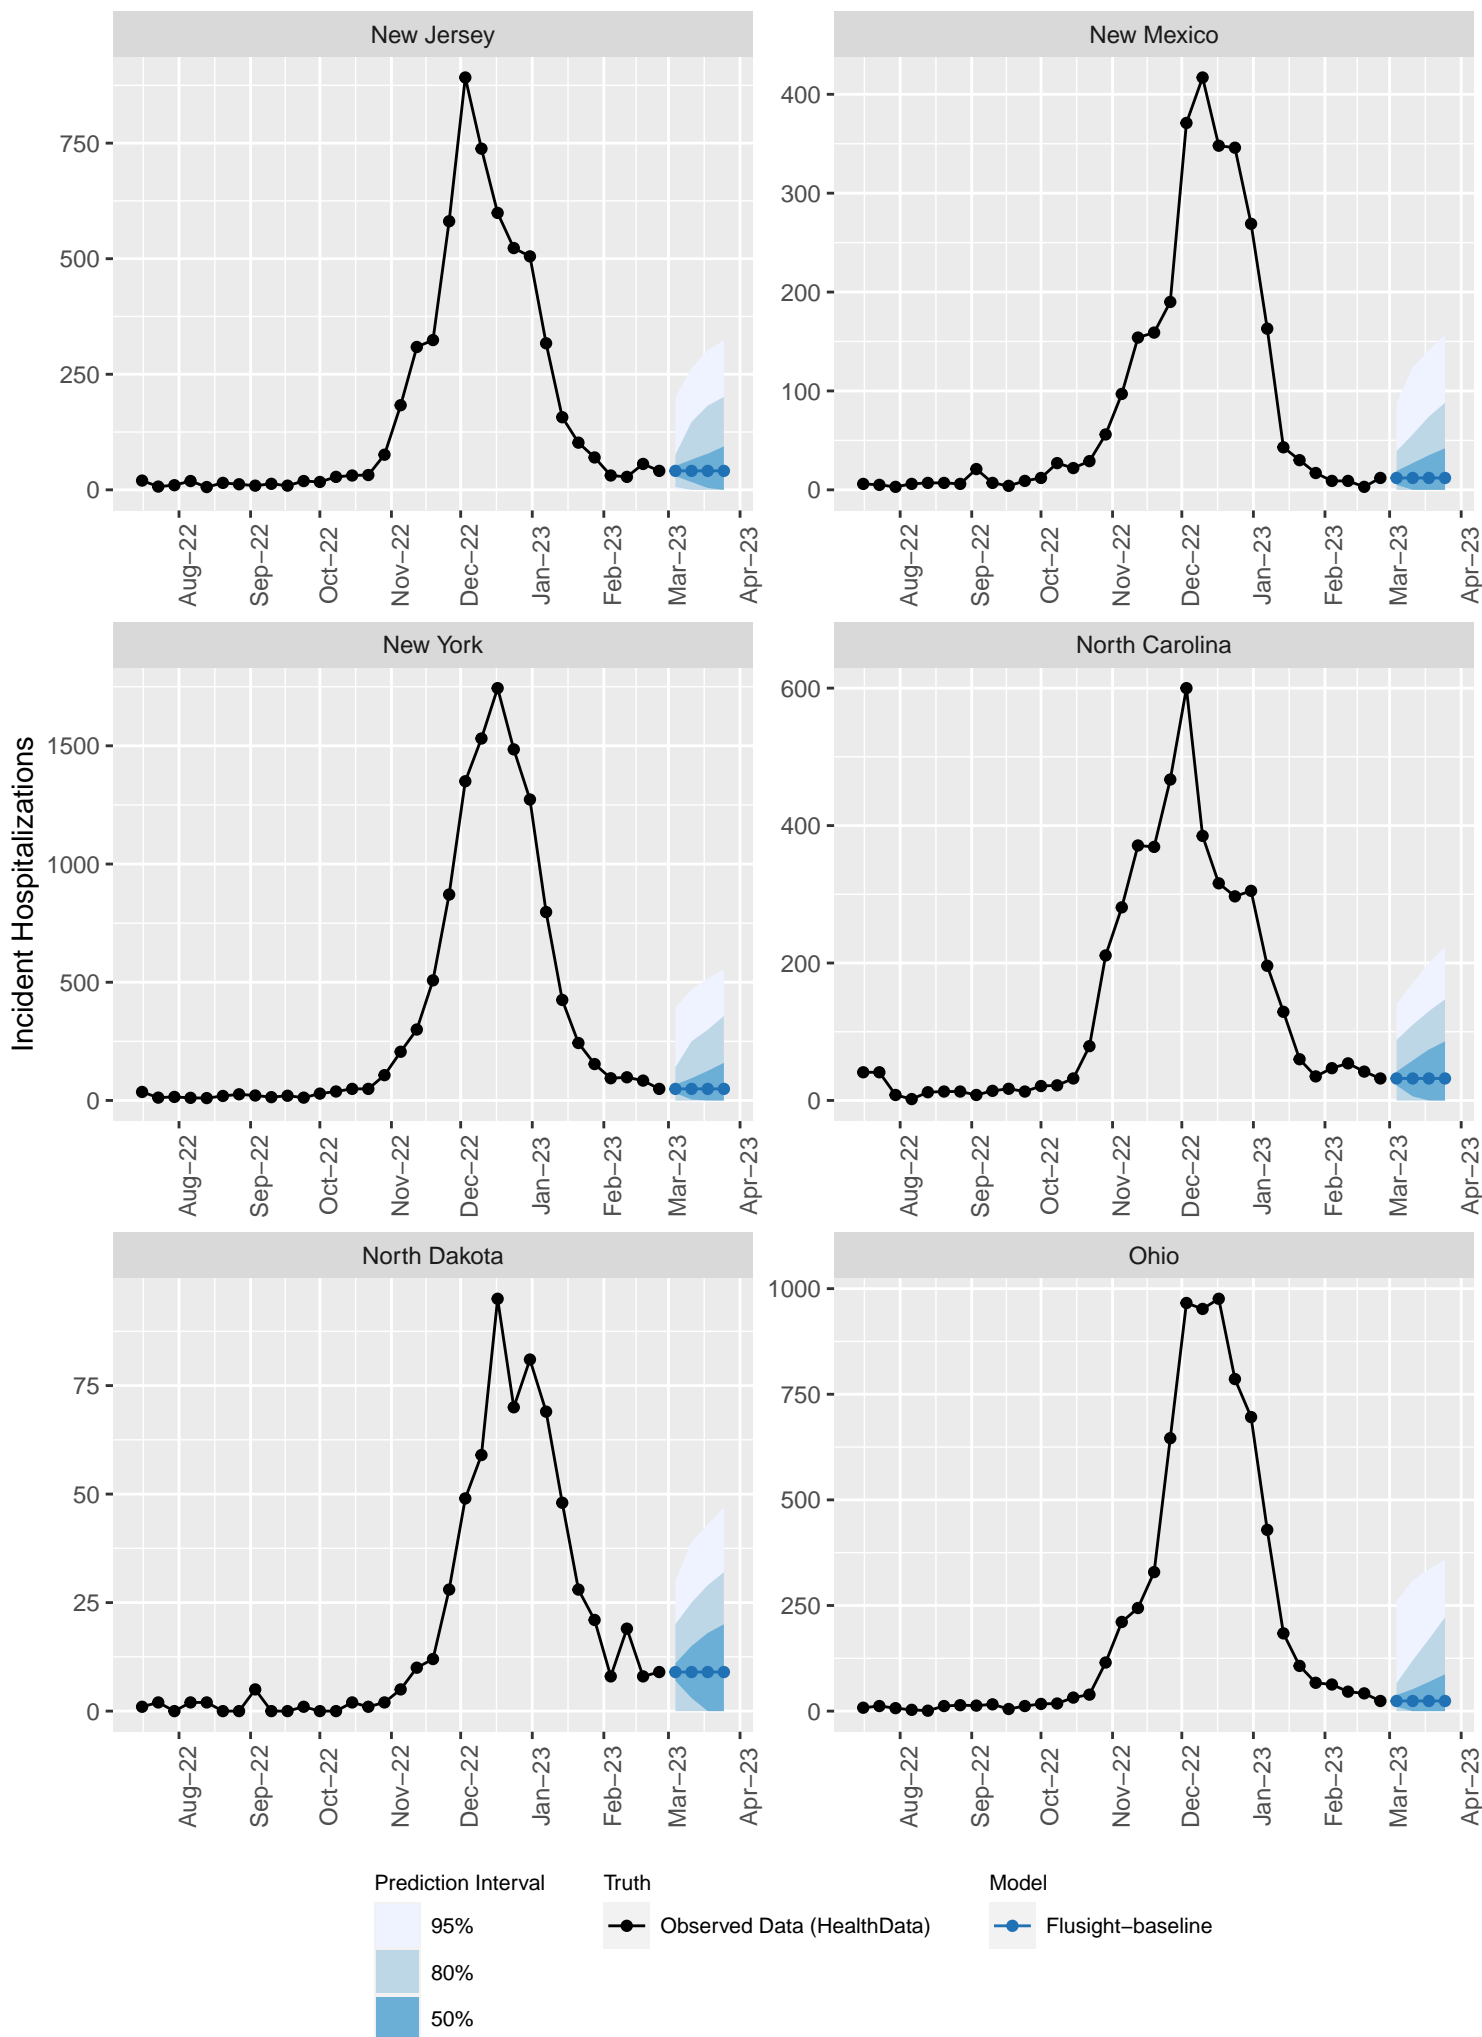 New Jersey
New Mexico
750
500
250
0
400
300
200
100
0
Aug−22
Sep−22
Oct−22
Nov−22
Dec−22
Jan−23
Feb−23
Mar−23
Apr−23
Aug−22
Sep−22
Oct−22
Nov−22
Dec−22
Jan−23
Feb−23
Mar−23
Apr−23
Incident Hospitalizations
New York
North Carolina
1500
1000
500
0
600
400
200
0
Aug−22
Sep−22
Oct−22
Nov−22
Dec−22
Jan−23
Feb−23
Mar−23
Apr−23
Aug−22
Sep−22
Oct−22
Nov−22
Dec−22
Jan−23
Feb−23
Mar−23
Apr−23
North Dakota
Ohio
75
50
25
0
1000
750
500
250
0
Aug−22
Sep−22
Oct−22
Nov−22
Dec−22
Jan−23
Feb−23
Mar−23
Apr−23
Aug−22
Sep−22
Oct−22
Nov−22
Dec−22
Jan−23
Feb−23
Mar−23
Apr−23
Prediction Interval
95%
80%
50%
Truth
Observed Data (HealthData)
Model
Flusight−baseline